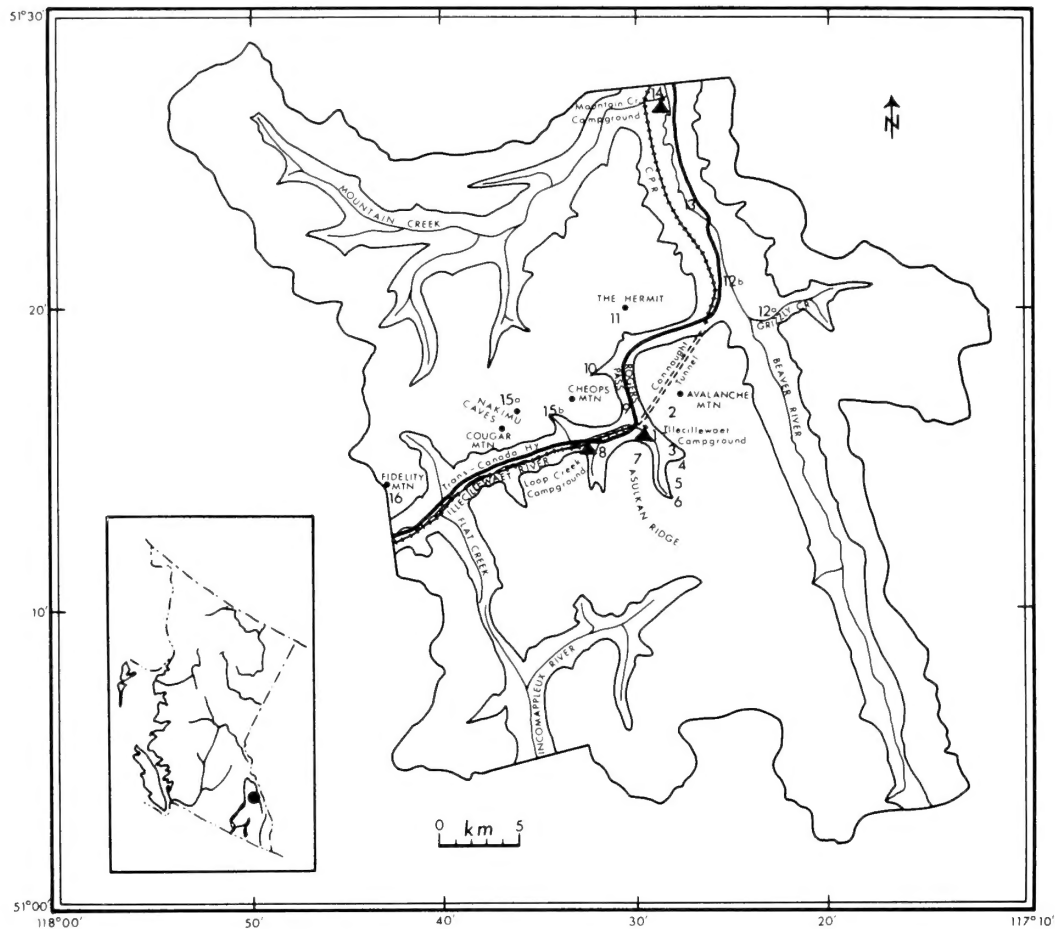 51°30'
14
Mountain Cr.
Campground
N
CPR
MOUNTAIN CREEK
13
12b
20'
THE HERMIT
11
12a
GRIZZLY CR.
Connaught
Tunnel
10
ROGERS
PASS
BEAVER RIVER
CHEOPS
MTN
AVALANCHE
MTN
15a
NAKIMU
CAVES
15b
9
2
COUGAR
MTN
Illecillewaet
Campground
Trans-Canada Hy
ILLECILLEWAET RIVER
8
7
3
4
5
6
FIDELITY
MTN
16
Loop Creek
Campground
ASULKAN RIDGE
FLAT CREEK
10'
INCOMAPPLEUX RIVER
0 km 5
51°00
118°00'
50'
40'
30'
20'
117°10'